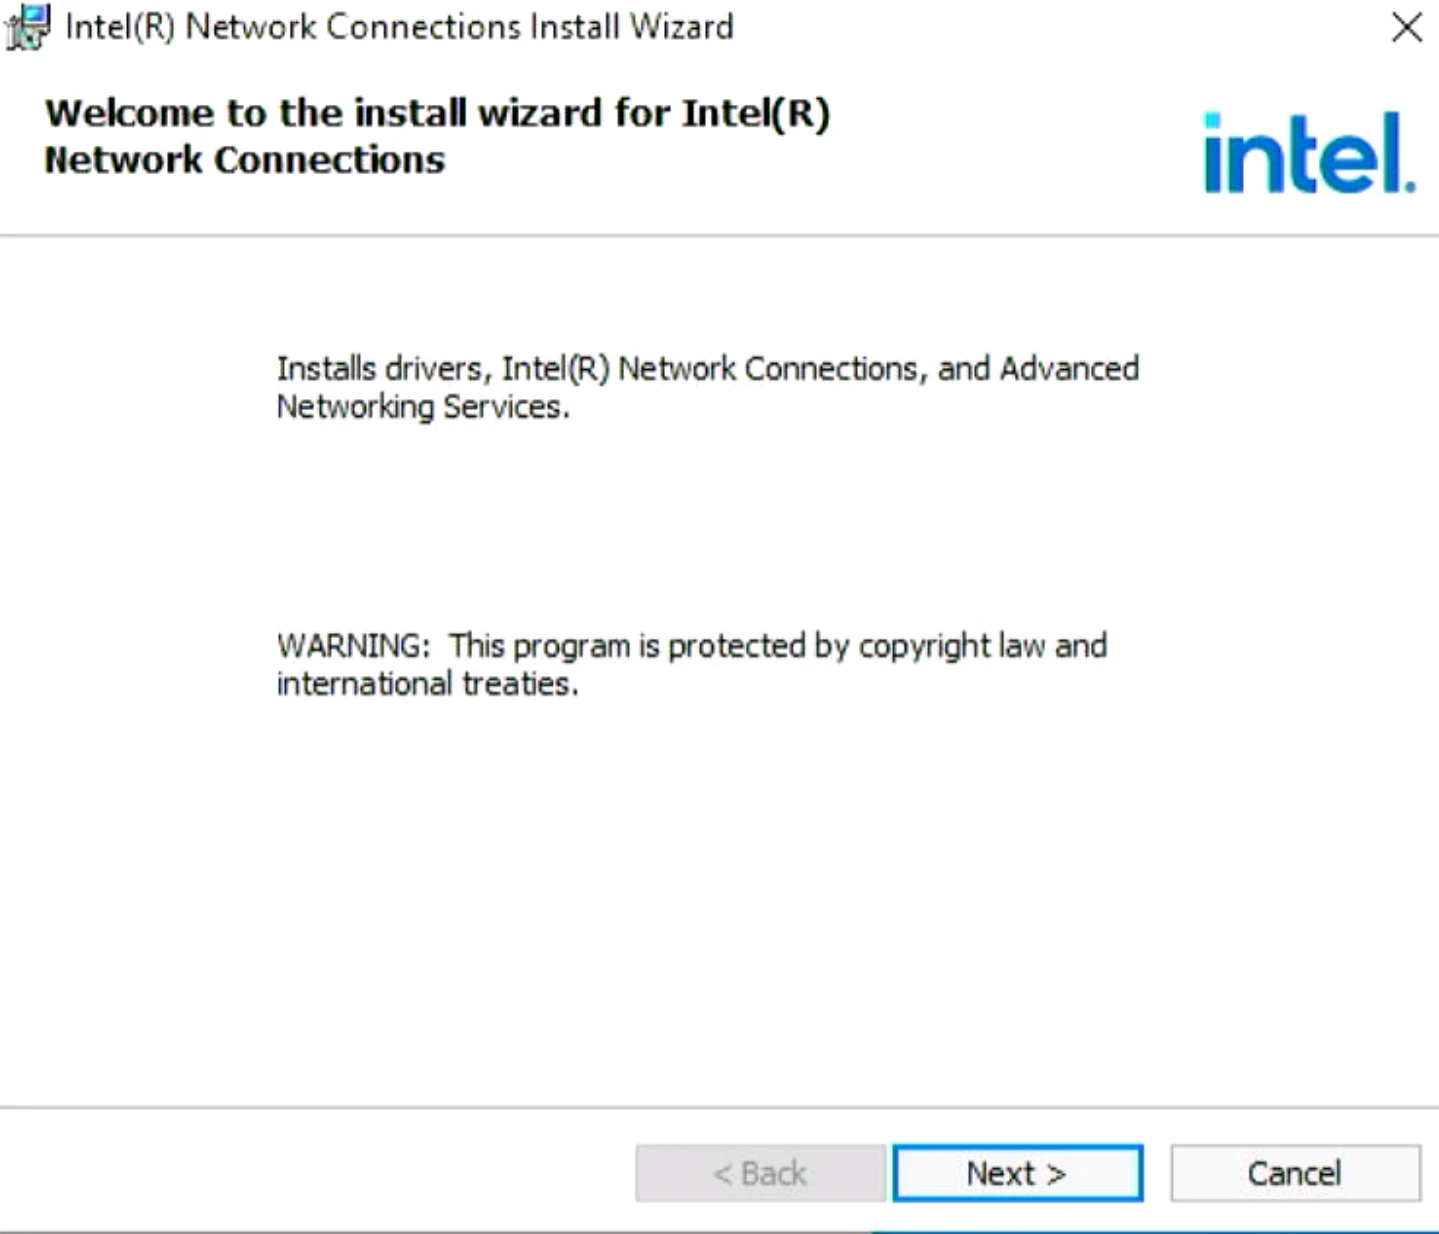 Intel(R) Network Connections Install Wizard
Welcome to the install wizard for Intel(R)
Network Connections
intel.
Installs drivers, Intel(R) Network Connections, and Advanced
Networking Services.
WARNING:  This program is protected by copyright law and
international treaties.
< Back
Next >
Cancel